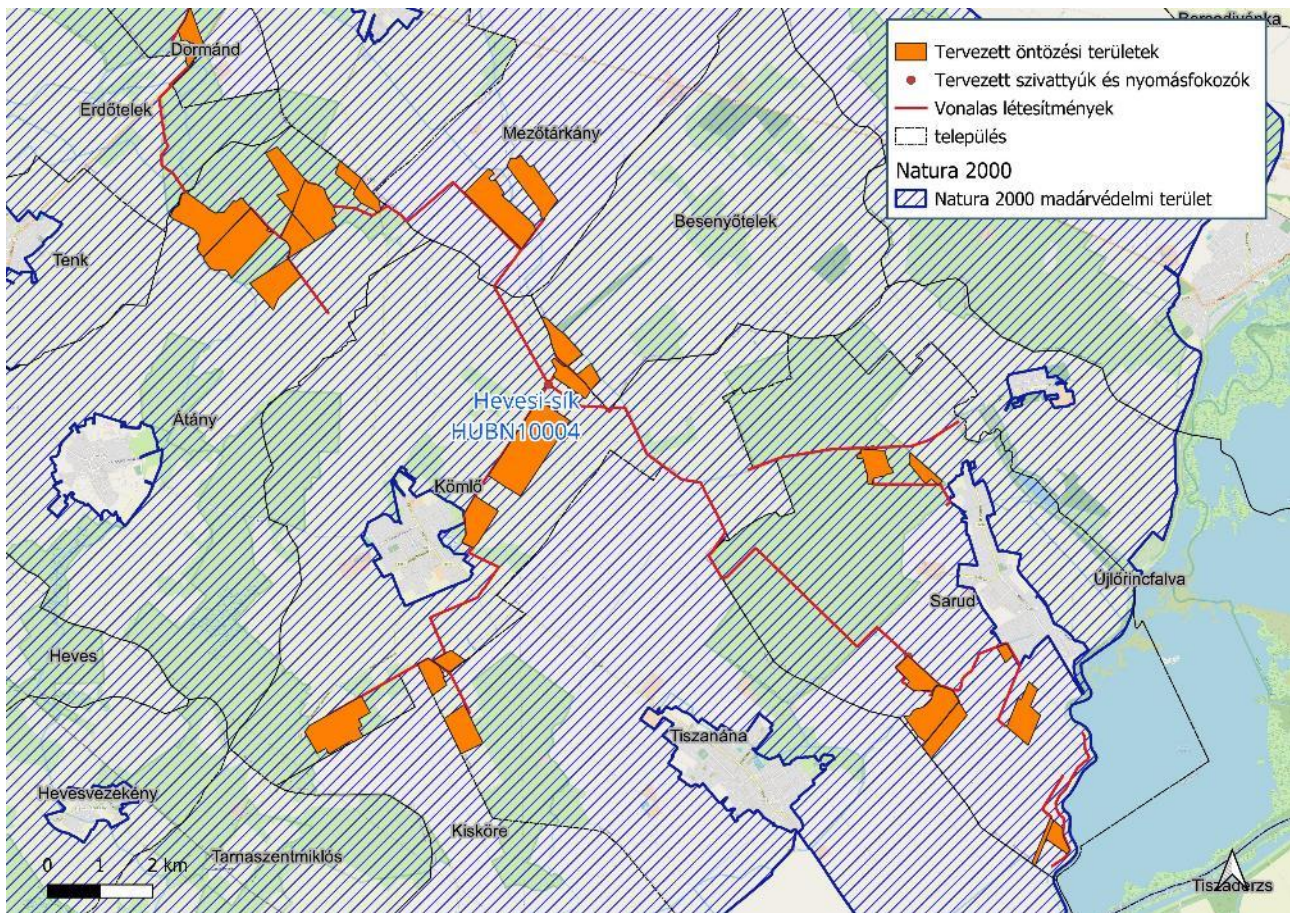 Borsodivánka
Dormánd
Tervezett öntözési területek
Tervezett szivattyúk és nyomásfokozók
Vonalas létesítmények
település
Natura 2000
Natura 2000 madárvédelmi terület
Erdőtelek
Mezőtárkány
Besenyőtelek
Tenk
Átány
Hevesi-sík
HUBN10004
Kömlő
Újlőrincfalva
Sarud
Heves
Tiszanána
Hevesvezekény
Kisköre
Tarnaszentmiklós
0 1 2 km
Tiszaderzs